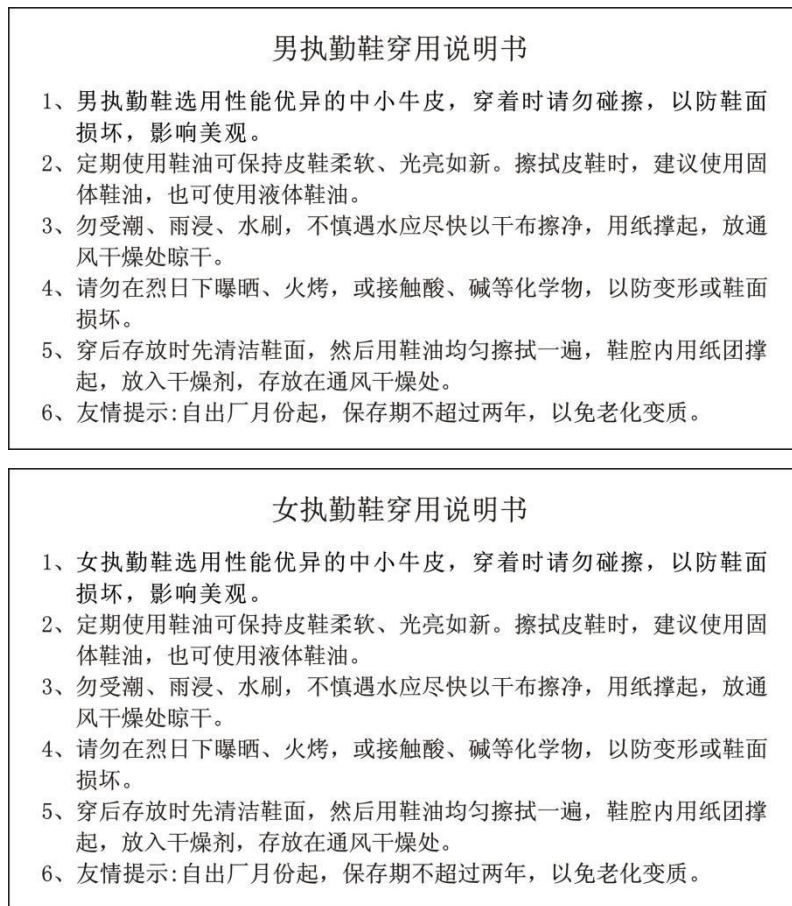 男执勤鞋穿用说明书
1、男执勤鞋选用性能优异的中小牛皮，穿着时请勿碰擦，以防鞋面
损坏，影响美观。
2、定期使用鞋油可保持皮鞋柔软、光亮如新。擦拭皮鞋时，建议使用固
体鞋油，也可使用液体鞋油。
3、勿受潮、雨浸、水刷，不慎遇水应尽快以干布擦净，用纸撑起，放通
风干燥处晾干。
4、请勿在烈日下曝晒、火烤，或接触酸、碱等化学物，以防变形或鞋面
损坏。
5、穿后存放时先清洁鞋面，然后用鞋油均匀擦拭一遍，鞋腔内用纸团撑
起，放入干燥剂，存放在通风干燥处。
6、友情提示:自出厂月份起，保存期不超过两年，以免老化变质。
女执勤鞋穿用说明书
1、女执勤鞋选用性能优异的中小牛皮，穿着时请勿碰擦，以防鞋面
损坏，影响美观。
2、定期使用鞋油可保持皮鞋柔软、光亮如新。擦拭皮鞋时，建议使用固
体鞋油，也可使用液体鞋油。
3、勿受潮、雨浸、水刷，不慎遇水应尽快以干布擦净，用纸撑起，放通
风干燥处晾干。
4、请勿在烈日下曝晒、火烤，或接触酸、碱等化学物，以防变形或鞋面
损坏。
5、穿后存放时先清洁鞋面，然后用鞋油均匀擦拭一遍，鞋腔内用纸团撑
起，放入干燥剂，存放在通风干燥处。
6、友情提示:自出厂月份起，保存期不超过两年，以免老化变质。